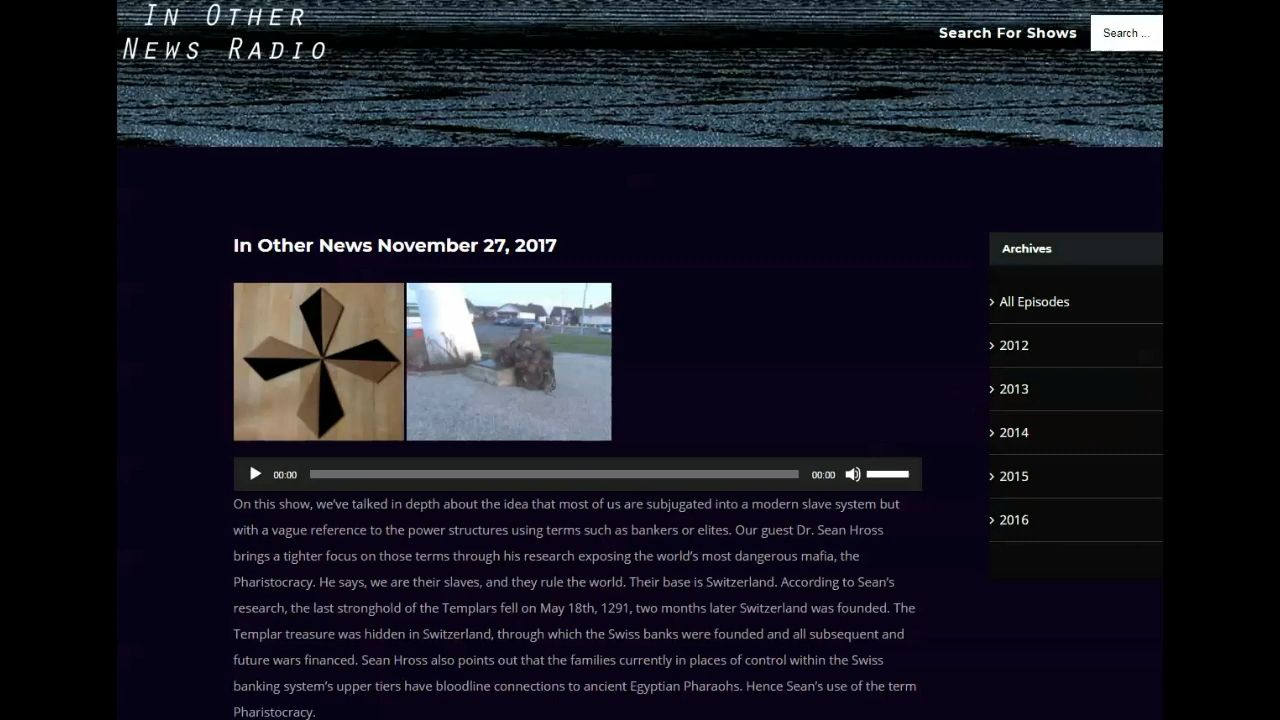 In Other
News Radio
Search For Shows
Search ...
In Other News November 27, 2017
Archives
All Episodes
2012
2013
2014
2015
2016
00:00
00:00
On this show, we’ve talked in depth about the idea that most of us are subjugated into a modern slave system but
with a vague reference to the power structures using terms such as bankers or elites. Our guest Dr. Sean Hross
brings a tighter focus on those terms through his research exposing the world’s most dangerous mafia, the
Pharistocracy. He says, we are their slaves, and they rule the world. Their base is Switzerland. According to Sean’s
research, the last stronghold of the Templars fell on May 18th, 1291, two months later Switzerland was founded. The
Templar treasure was hidden in Switzerland, through which the Swiss banks were founded and all subsequent and
future wars financed. Sean Hross also points out that the families currently in places of control within the Swiss
banking system’s upper tiers have bloodline connections to ancient Egyptian Pharaohs. Hence Sean’s use of the term
Pharistocracy.